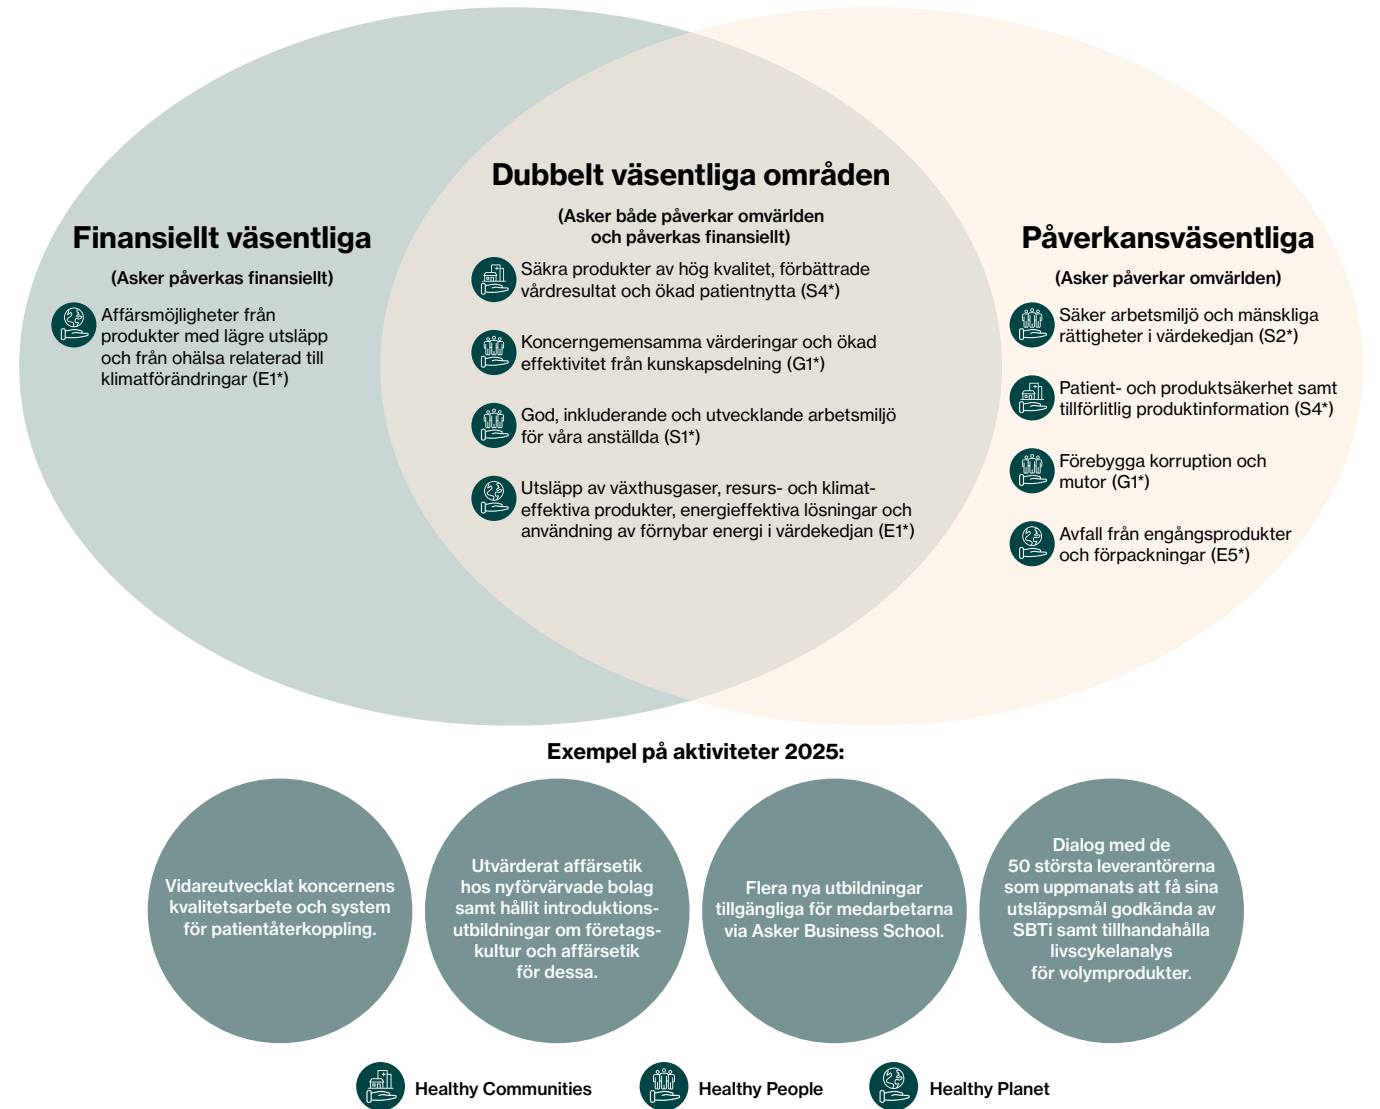 Finansiellt väsentliga
(Asker påverkas finansiellt)
Affärsmöjligheter från
produkter med lägre utsläpp
och från ohälsa relaterad till
klimatförändringar (E1*)
Dubbelt väsentliga områden
(Asker både påverkar omvärlden
och påverkas finansiellt)
Säkra produkter av hög kvalitet, förbättrade
vårdresultat och ökad patientnytta (S4*)
Koncerngemensamma värderingar och ökad
effektivitet från kunskapsdelning (G1*)
God, inkluderande och utvecklande arbetsmiljö
för våra anställda (S1*)
Utsläpp av växthusgaser, resurs- och klimat-
effektiva produkter, energieffektiva lösningar och
användning av förnybar energi i värdekedjan (E1*)
Påverkansväsentliga
(Asker påverkar omvärlden)
Säker arbetsmiljö och mänskliga
rättigheter i värdekedjan (S2*)
Patient- och produktsäkerhet samt
tillförlitlig produktinformation (S4*)
Förebygga korruption och
mutor (G1*)
Avfall från engångsprodukter
och förpackningar (E5*)
Exempel på aktiviteter 2025:
Vidareutvecklat koncernens
kvalitetsarbete och system
för patientåterkoppling.
Utvärderat affärsetik
hos nyförvärvade bolag
samt hållit introduktions-
utbildningar om företags-
kultur och affärsetik
för dessa.
Flera nya utbildningar
tillgängliga för medarbetarna
via Asker Business School.
Dialog med de
50 största leverantörerna
som uppmanats att få sina
utsläppsmål godkända av
SBTi samt tillhandahålla
livscykelanalys
för volymprodukter.
Healthy Communities
Healthy People
Healthy Planet